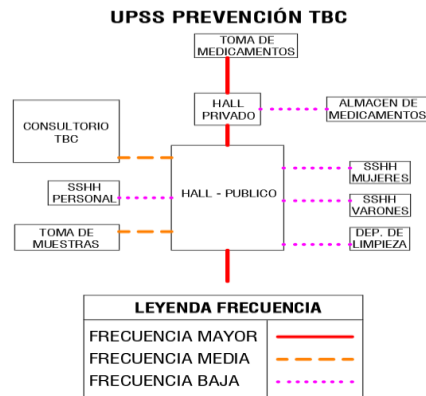 UPSS PREVENCIÓN TBC
TOMA DE
MEDICAMENTOS
HALL
PRIVADO
ALMACEN DE
MEDICAMENTOS
CONSULTORIO
TBC
SSHH
PERSONAL
TOMA DE
MUESTRAS
HALL - PUBLICO
SSHH
MUJERES
SSHH
VARONES
DEP. DE
LIMPIEZA
LEYENDA FRECUENCIA
FRECUENCIA MAYOR
FRECUENCIA MEDIA
FRECUENCIA BAJA